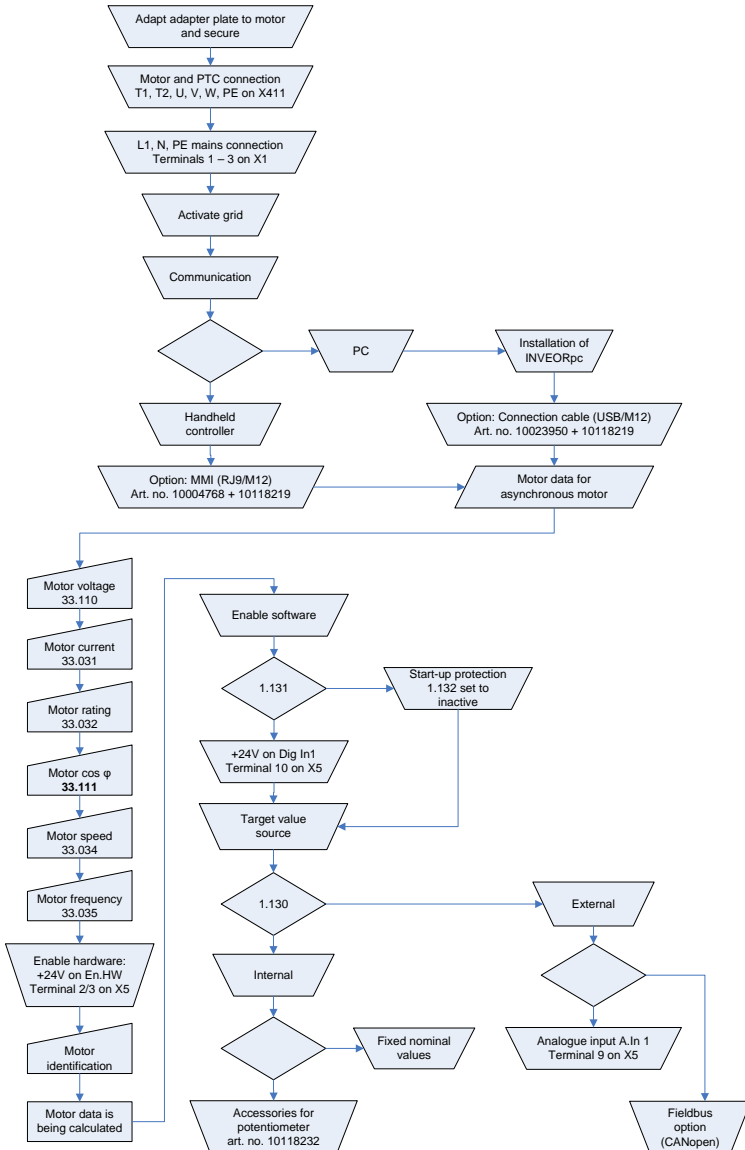 Adapt adapter plate to motor
and secure
Motor and PTC connection
T1, T2, U, V, W, PE on X411
L1, N, PE mains connection
Terminals 1 – 3 on X1
Activate grid
Communication
PC
Installation of
INVEORpc
Handheld
controller
Option: Connection cable (USB/M12)
Art. no. 10023950 + 10118219
Option: MMI (RJ9/M12)
Art. no. 10004768 + 10118219
Motor data for
asynchronous motor
Motor voltage
33.110
Motor current
33.031
Motor rating
33.032
Motor cos φ
33.111
Motor speed
33.034
Motor frequency
33.035
Enable hardware:
+24V on En.HW
Terminal 2/3 on X5
Motor
identification
Motor data is
being calculated
Enable software
1.131
Start-up protection
1.132 set to
inactive
+24V on Dig In1
Terminal 10 on X5
Target value
source
1.130
External
Internal
Fixed nominal
values
Analogue input A.In 1
Terminal 9 on X5
Accessories for
potentiometer
art. no. 10118232
Fieldbus
option
(CANopen)